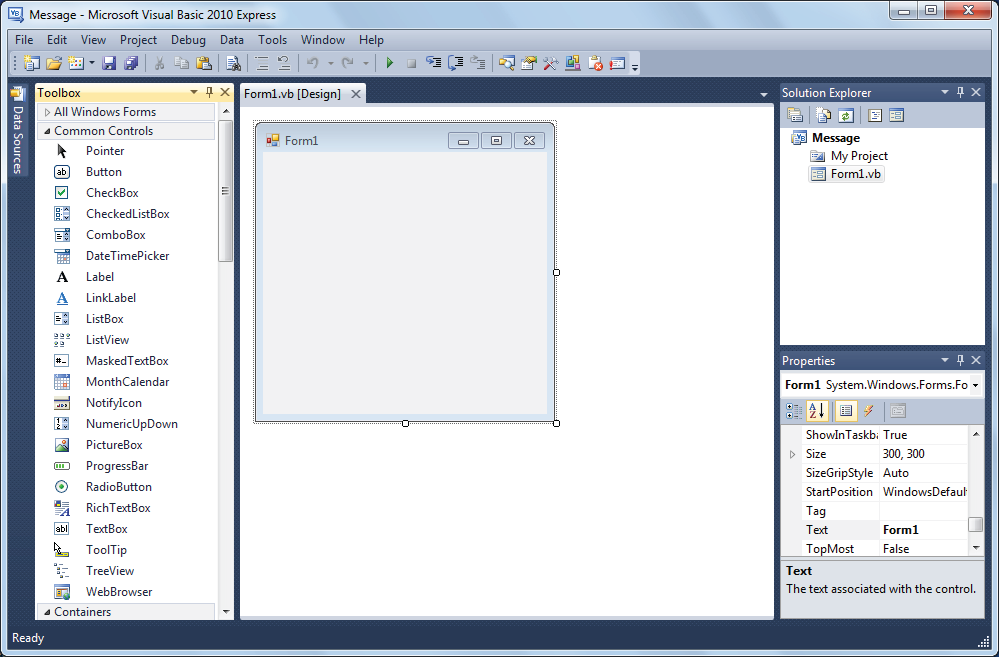 Message - Microsoft Visual Basic 2010 Express
File Edit View Project Debug Data Tools Window Help
Data Sources
Toolbox
All Windows Forms
Common Controls
Pointer
Button
CheckBox
CheckedListBox
ComboBox
DateTimePicker
Label
LinkLabel
ListBox
ListView
MaskedTextBox
MonthCalendar
NotifyIcon
NumericUpDown
PictureBox
ProgressBar
RadioButton
RichTextBox
TextBox
ToolTip
TreeView
WebBrowser
Containers
Form1.vb [Design]
Form1
Solution Explorer
Message
My Project
Form1.vb
Properties
Form1 System.Windows.Forms.Fo
ShowInTaskba True
Size 300, 300
SizeGripStyle Auto
StartPosition WindowsDefaul
Tag
Text Form1
TopMost False
Text
The text associated with the control.
Ready